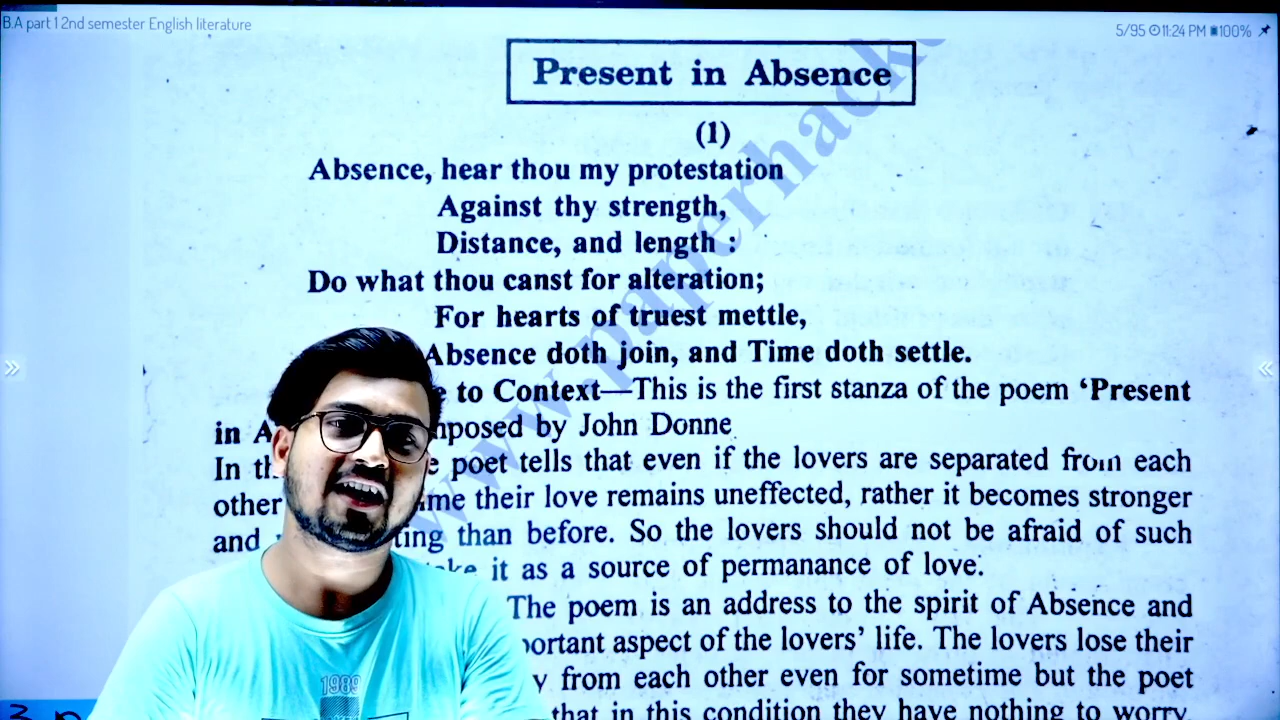 B.A part 1 2nd semester English literature
5/95 11:24 PM 100%
Present in Absence
(1)
Absence, hear thou my protestation
Against thy strength,
Distance, and length :
Do what thou canst for alteration;
For hearts of truest mettle,
Absence doth join, and Time doth settle.
to Context—This is the first stanza of the poem ‘Present
in by John Donne
In poet tells that even if the lovers are separated from each
other their love remains uneffected, rather it becomes stronger
and than before. So the lovers should not be afraid of such
it as a source of permanance of love.
The poem is an address to the spirit of Absence and
aspect of the lovers’ life. The lovers lose their
from each other even for sometime but the poet
that in this condition they have nothing to worry.
www.paperhack
1989